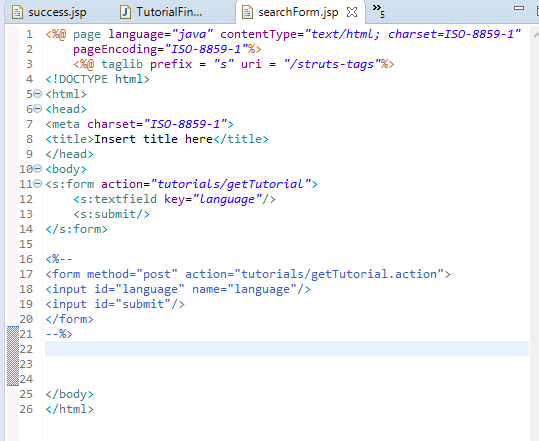 success.jsp TutorialFin... searchForm.jsp »5
1 <%@ page language="java" contentType="text/html; charset=ISO-8859-1"
2     pageEncoding="ISO-8859-1"%>
3     <%@ taglib prefix = "s" uri = "/struts-tags"%>
4 <!DOCTYPE html>
5 <html>
6 <head>
7 <meta charset="ISO-8859-1">
8 <title>Insert title here</title>
9 </head>
10 <body>
11 <s:form action="tutorials/getTutorial">
12     <s:textfield key="language"/>
13     <s:submit/>
14 </s:form>
15
16 <%--
17 <form method="post" action="tutorials/getTutorial.action">
18 <input id="language" name="language"/>
19 <input id="submit"/>
20 </form>
21 --%>
22
23
24
25 </body>
26 </html>